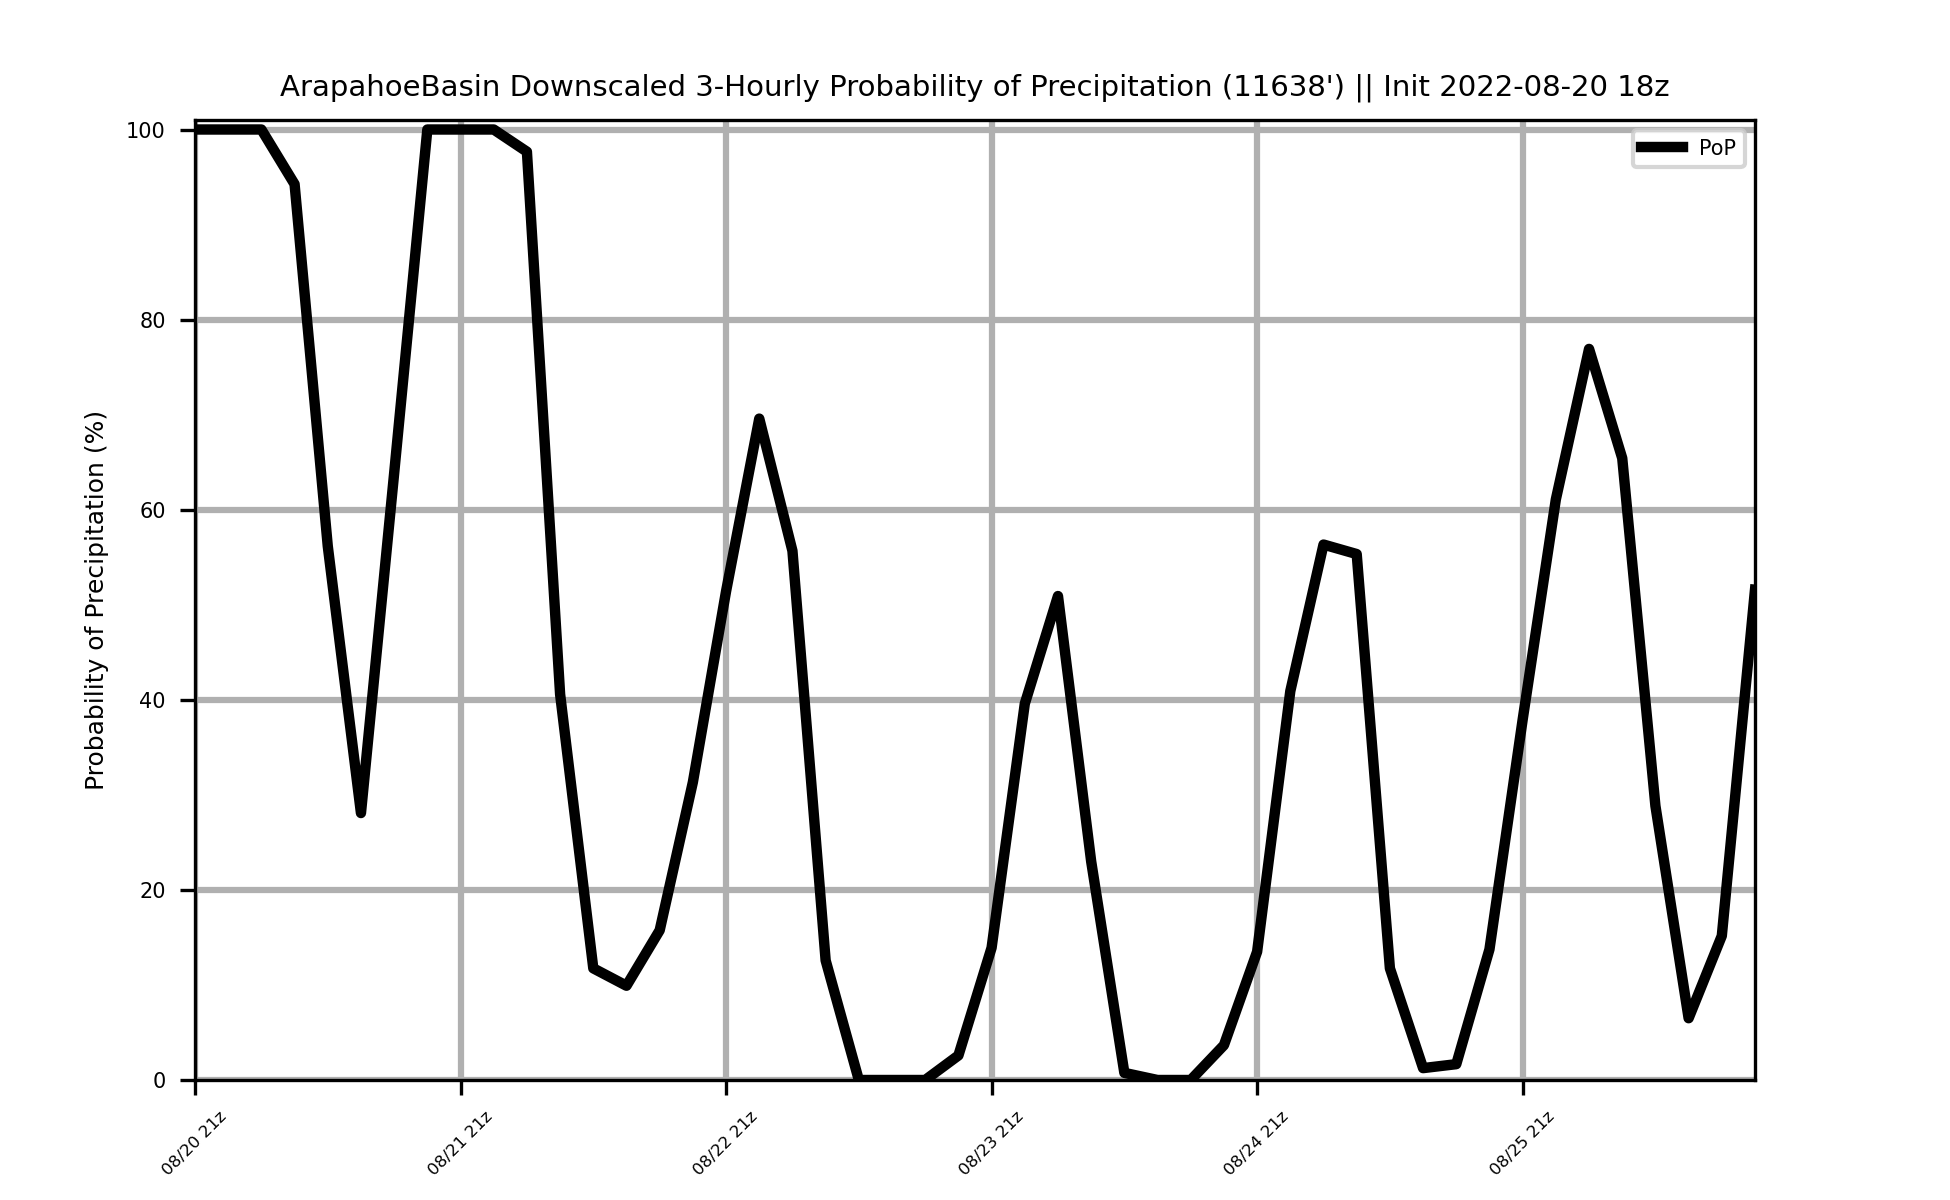 ArapahoeBasin Downscaled 3-Hourly Probability of Precipitation (11638') || Init 2022-08-20 18z
PoP
Probability of Precipitation (%)
100
80
60
40
20
0
08/20 21z
08/21 21z
08/22 21z
08/23 21z
08/24 21z
08/25 21z